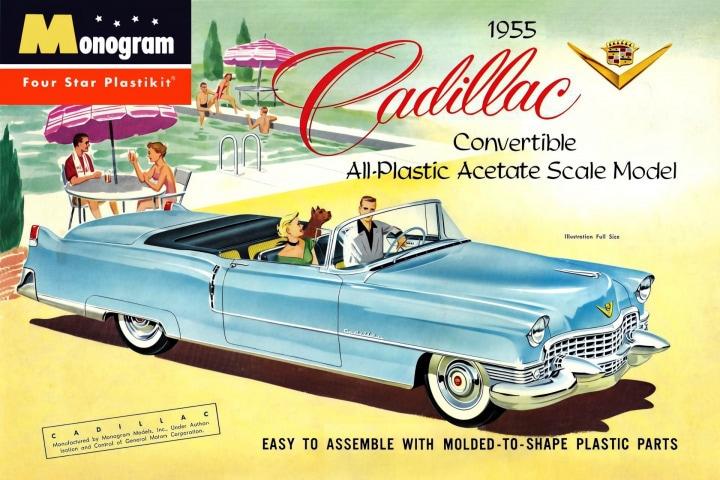 Monogram
Four Star Plastikit®
1955
Cadillac
Convertible
All-Plastic Acetate Scale Model
Illustration Full Size
Cadillac
CADILLAC
Manufactured by Monogram Models, Inc., Under Author-
ization and Control of General Motors Corporation.
EASY TO ASSEMBLE WITH MOLDED-TO-SHAPE PLASTIC PARTS